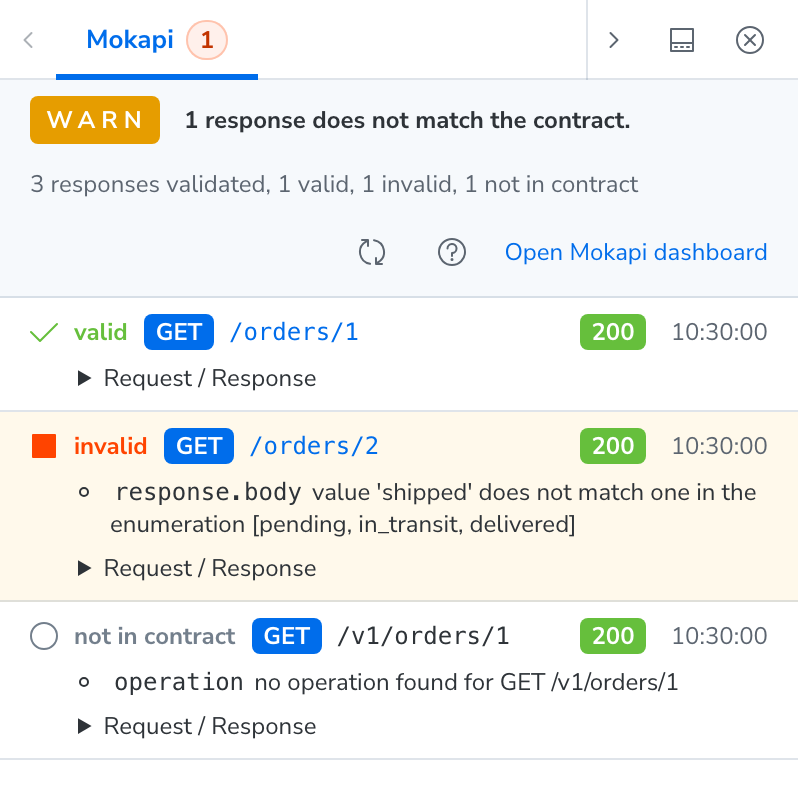 Mokapi 1
WARN 1 response does not match the contract.
3 responses validated, 1 valid, 1 invalid, 1 not in contract
Open Mokapi dashboard
valid GET /orders/1 200 10:30:00
Request / Response
invalid GET /orders/2 200 10:30:00
response.body value 'shipped' does not match one in the
enumeration [pending, in_transit, delivered]
Request / Response
not in contract GET /v1/orders/1 200 10:30:00
operation no operation found for GET /v1/orders/1
Request / Response